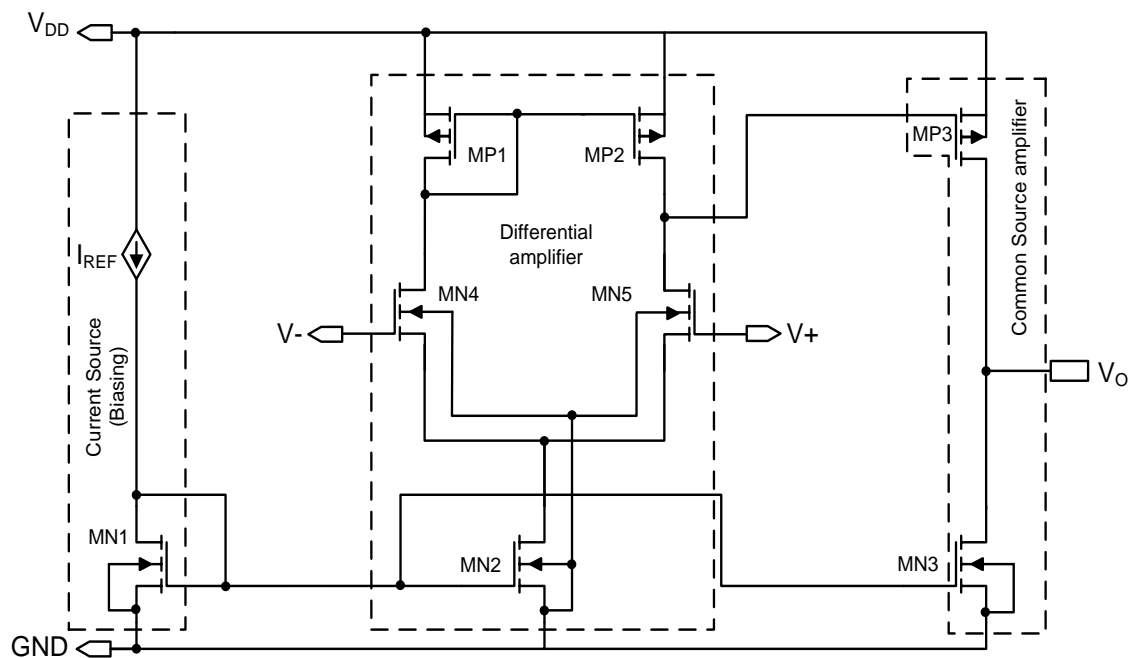 VDD
MP1
MP2
MP3
Common Source amplifier
Differential
amplifier
IREF
MN4
MN5
V-
V+
VO
Current Source
(Biasing)
MN1
MN2
MN3
GND